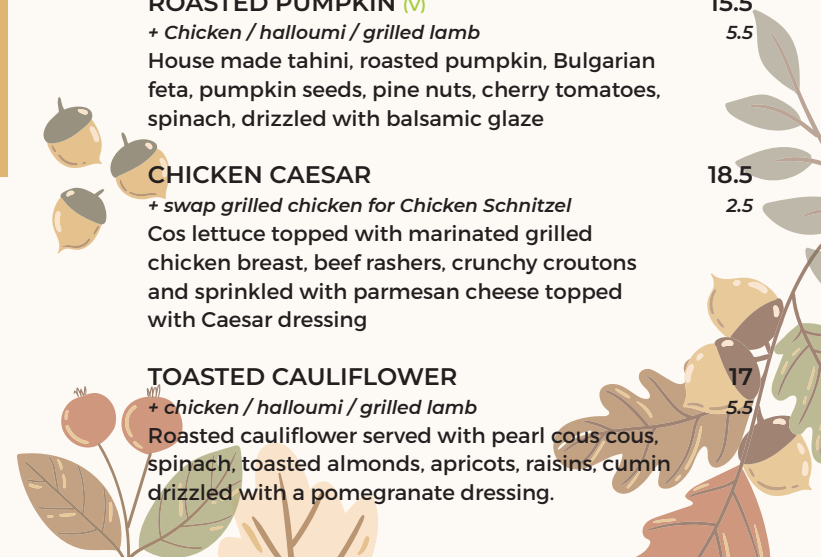 ROASTED PUMPKIN (V) 15.5
+ Chicken / halloumi / grilled lamb 5.5
House made tahini, roasted pumpkin, Bulgarian
feta, pumpkin seeds, pine nuts, cherry tomatoes,
spinach, drizzled with balsamic glaze
CHICKEN CAESAR 18.5
+ swap grilled chicken for Chicken Schnitzel 2.5
Cos lettuce topped with marinated grilled
chicken breast, beef rashers, crunchy croutons
and sprinkled with parmesan cheese topped
with Caesar dressing
TOASTED CAULIFLOWER 17
+ chicken / halloumi / grilled lamb 5.5
Roasted cauliflower served with pearl cous cous,
spinach, toasted almonds, apricots, raisins, cumin
drizzled with a pomegranate dressing.